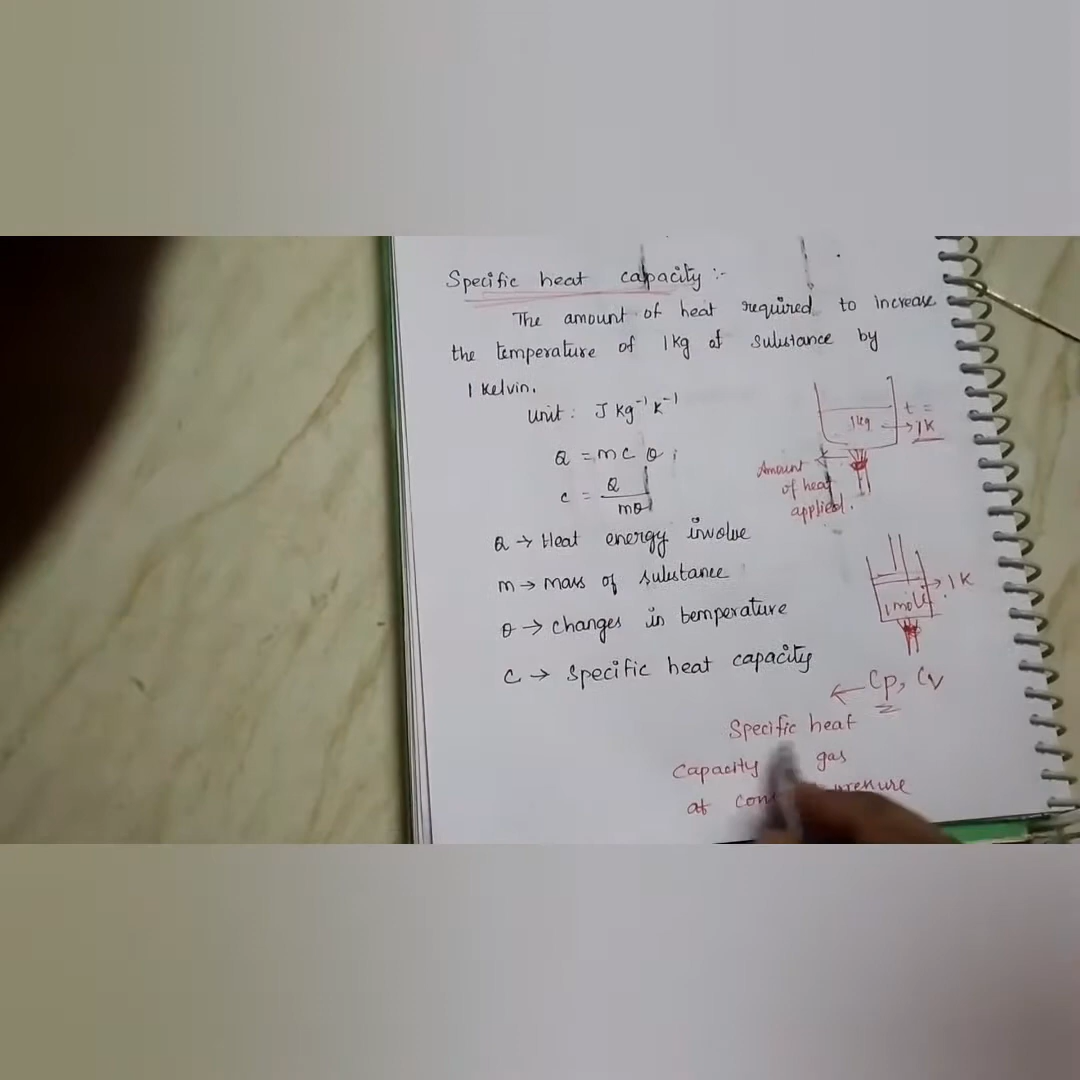 Specific heat capacity :-
The amount of heat required to increase
the temperature of 1kg of substance by
1 Kelvin.
Unit : J Kg⁻¹ K⁻¹
Q = m c θ
c = Q / mθ
Q → Heat energy involve
m → mass of substance
θ → changes in temperature
C → Specific heat capacity
1kg → 1K
t =
Amount
of heat
applied.
1 mole → 1K
← Cp, Cv
Specific heat
capacity gas
at